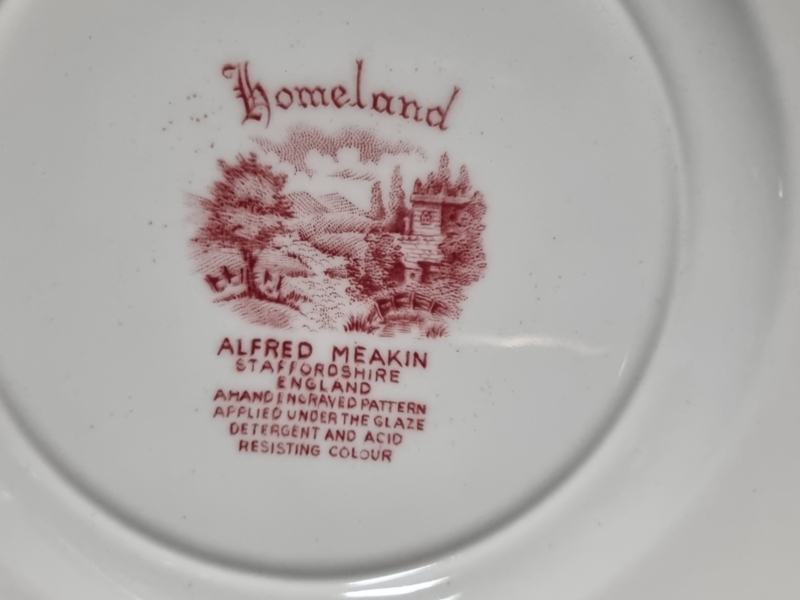 Homeland
ALFRED MEAKIN
STAFFORDSHIRE
ENGLAND
A HAND ENGRAVED PATTERN
APPLIED UNDER THE GLAZE
DETERGENT AND ACID
RESISTING COLOUR